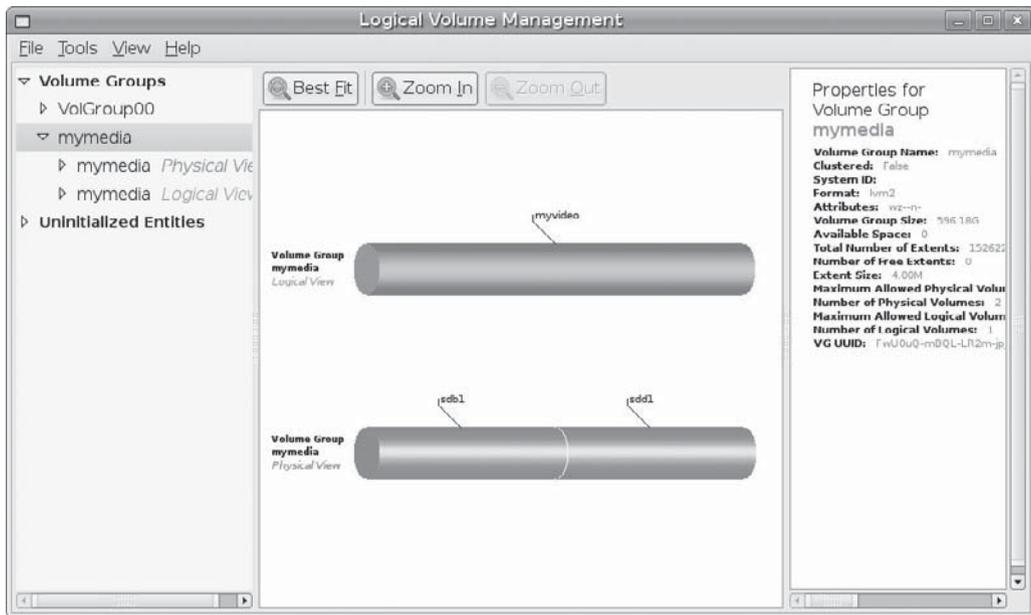 Logical Volume Management
File Tools View Help
Volume Groups
VolGroup00
mymedia
mymedia Physical Vie
mymedia Logical View
Uninitialized Entities
Best Fit
Zoom In
Zoom Out
myvideo
Volume Group
mymedia
Logical View
sdb1
sdd1
Volume Group
mymedia
Physical View
Properties for
Volume Group
mymedia
Volume Group Name: mymedia
Clustered: False
System ID:
Format: lvm2
Attributes: wz--n-
Volume Group Size: 596.18G
Available Space: 0
Total Number of Extents: 152622
Number of Free Extents: 0
Extent Size: 4.00M
Maximum Allowed Physical Volu
Number of Physical Volumes: 2
Maximum Allowed Logical Volum
Number of Logical Volumes: 1
VG UUID: